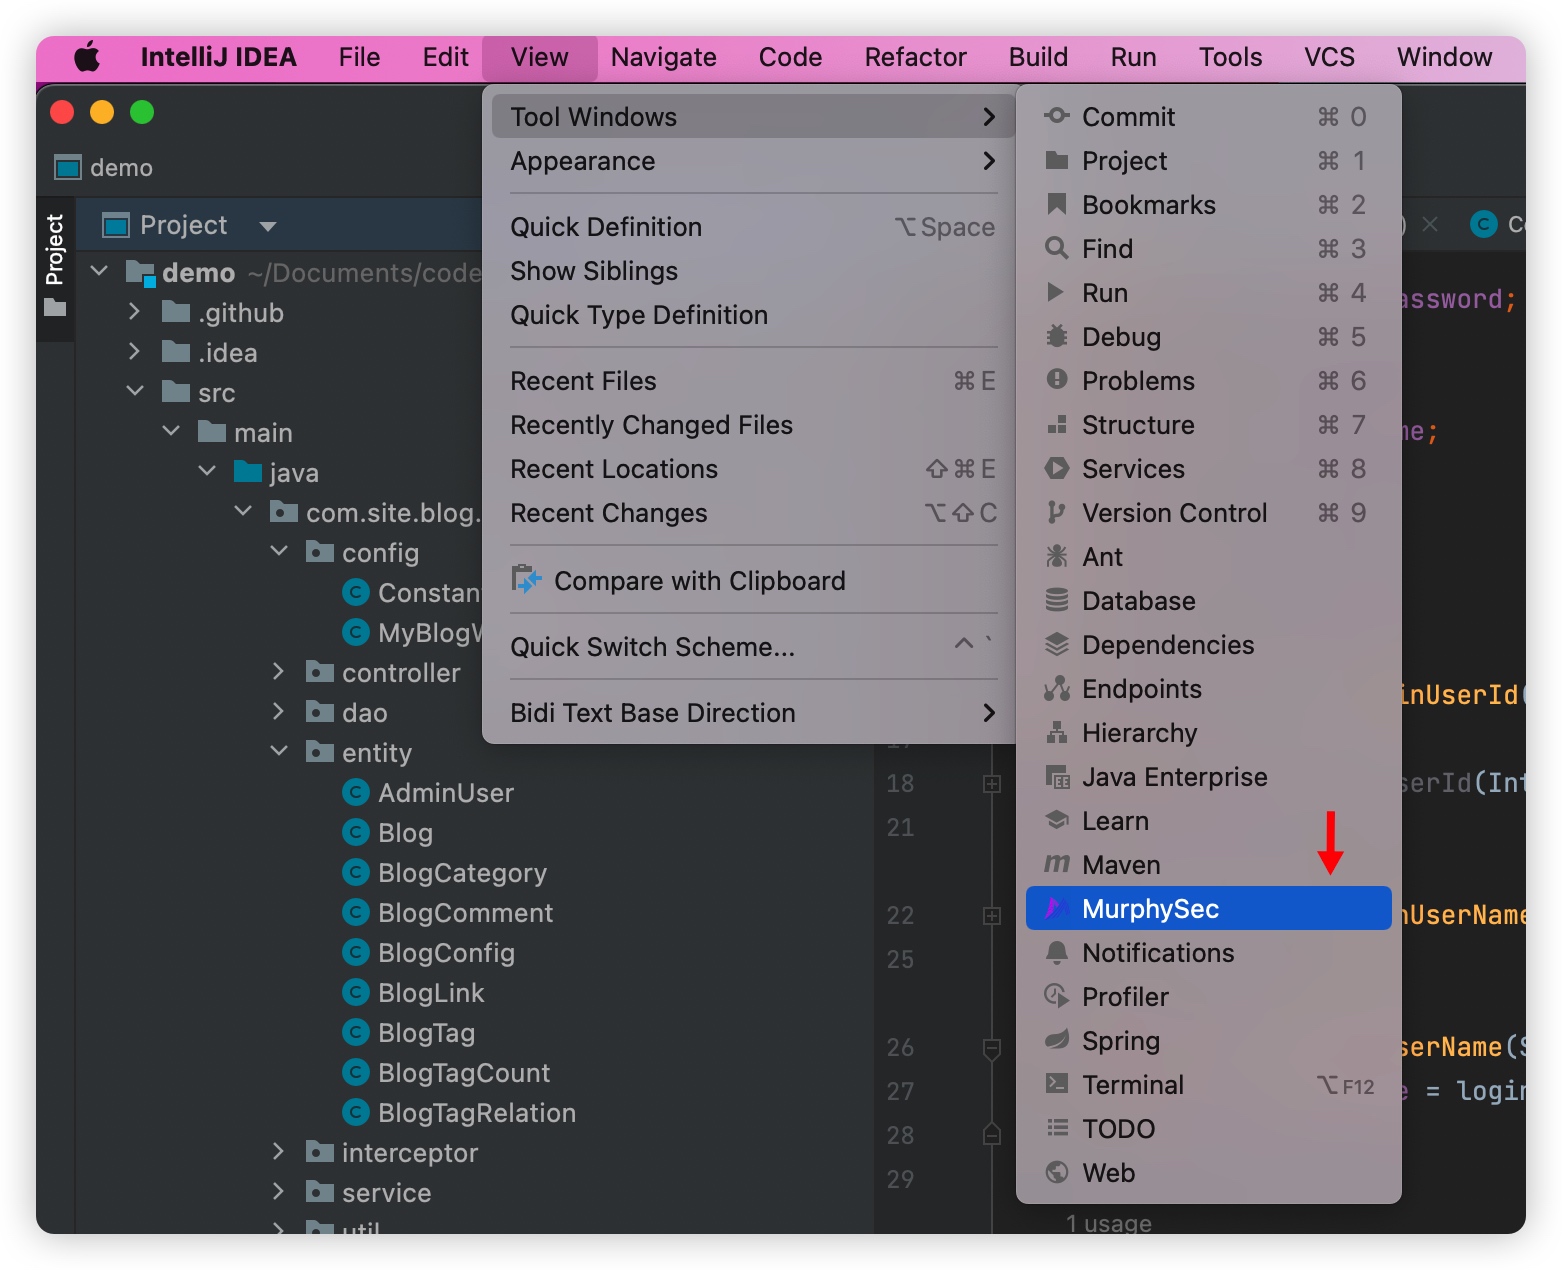 IntelliJ IDEA File Edit View Navigate Code Refactor Build Run Tools VCS Window
demo
Project
Project
demo ~/Documents/code
.github
.idea
src
main
java
com.site.blog.
config
Constan
MyBlogW
controller
dao
entity
AdminUser
Blog
BlogCategory
BlogComment
BlogConfig
BlogLink
BlogTag
BlogTagCount
BlogTagRelation
interceptor
service
util
Tool Windows
Appearance
Quick Definition ⌥Space
Show Siblings
Quick Type Definition
Recent Files ⌘E
Recently Changed Files
Recent Locations ⇧⌘E
Recent Changes ⌥⇧C
Compare with Clipboard
Quick Switch Scheme... ^ `
Bidi Text Base Direction
Commit ⌘ 0
Project ⌘ 1
Bookmarks ⌘ 2
Find ⌘ 3
Run ⌘ 4
Debug ⌘ 5
Problems ⌘ 6
Structure ⌘ 7
Services ⌘ 8
Version Control ⌘ 9
Ant
Database
Dependencies
Endpoints
Hierarchy
Java Enterprise
Learn
Maven
MurphySec
Notifications
Profiler
Spring
Terminal ⌥F12
TODO
Web
18
21
22
25
26
27
28
29
) × C Co
assword;
me;
inUserId(
serId(Int
nUserName
serName(S
e = login
1 usage